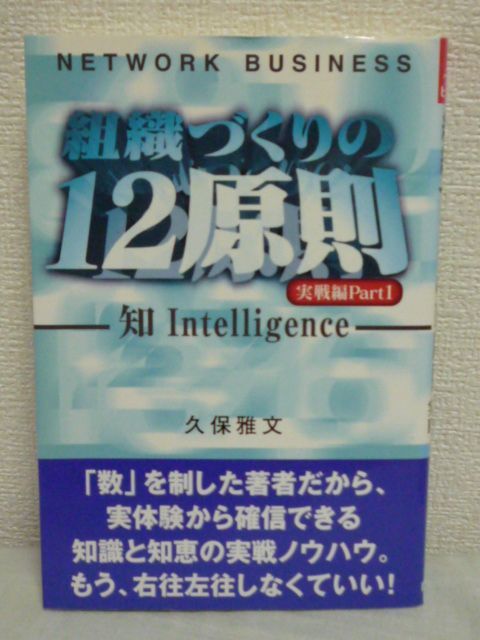 NETWORK BUSINESS
組織づくりの
12原則
実戦編Part1
知 Intelligence
久保雅文
「数」を制した著者だから、
実体験から確信できる
知識と知恵の実戦ノウハウ。
もう、右往左往しなくていい!